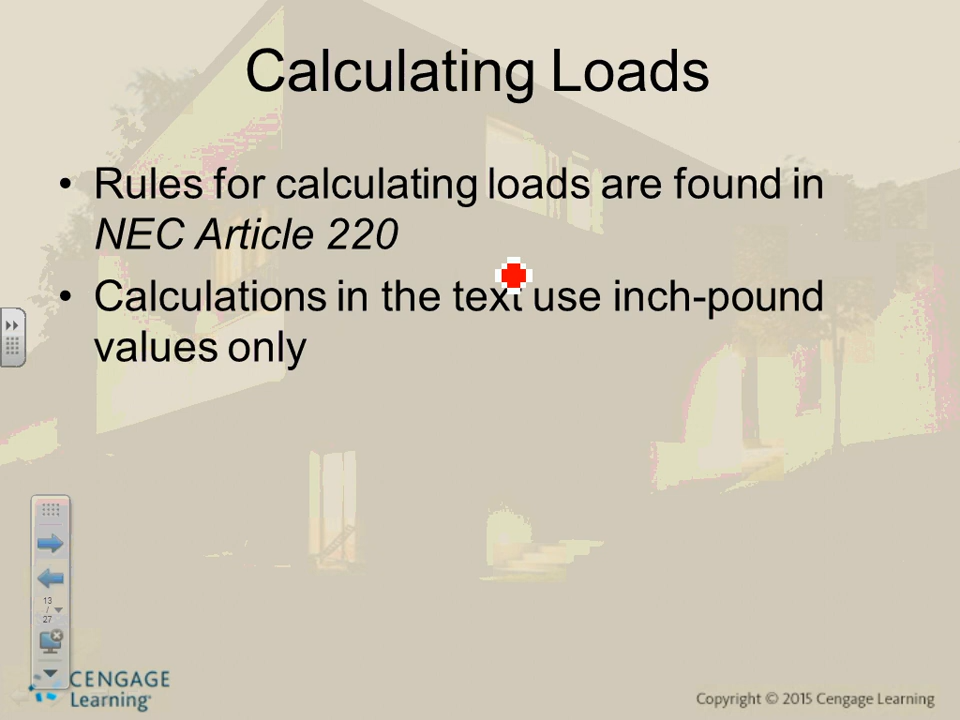 Calculating Loads
• Rules for calculating loads are found in
NEC Article 220
• Calculations in the text use inch-pound
values only
13
/
27
CENGAGE
Learning
Copyright © 2015 Cengage Learning